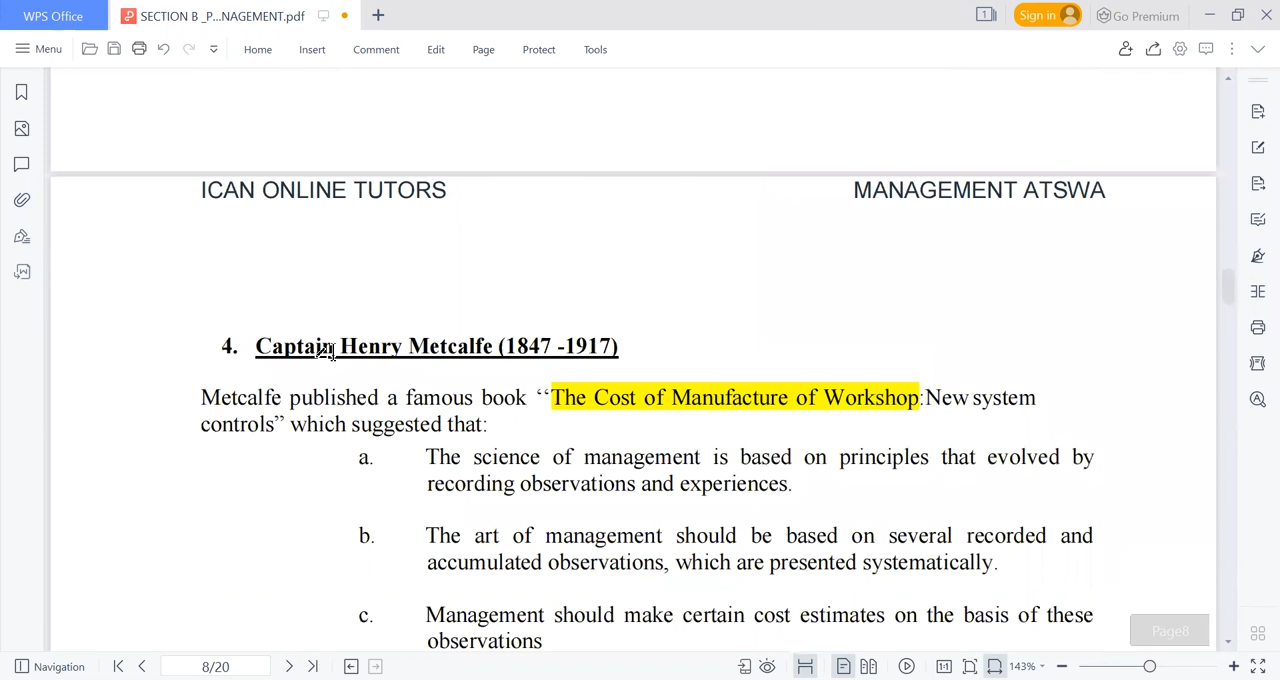 WPS Office SECTION B _P...NAGEMENT.pdf Sign in Go Premium
Menu Home Insert Comment Edit Page Protect Tools
ICAN ONLINE TUTORS MANAGEMENT ATSWA
4. Captain Henry Metcalfe (1847 -1917)
Metcalfe published a famous book ‘‘The Cost of Manufacture of Workshop:New system
controls” which suggested that:
a. The science of management is based on principles that evolved by
recording observations and experiences.
b. The art of management should be based on several recorded and
accumulated observations, which are presented systematically.
c. Management should make certain cost estimates on the basis of these
observations
Page8
Navigation 8/20 1:1 143%